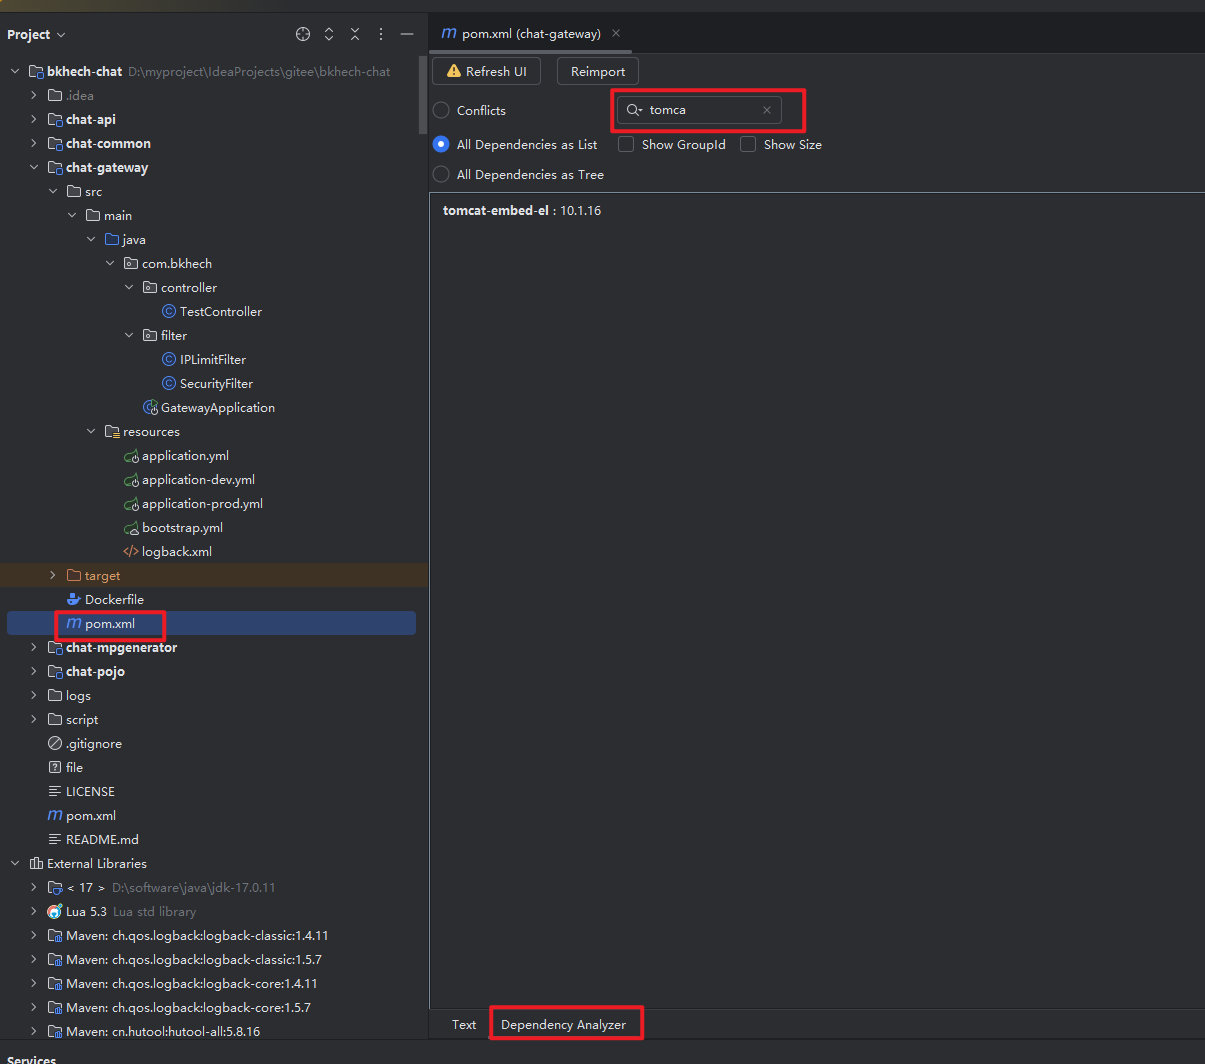 Project
bkhech-chat D:\myproject\IdeaProjects\gitee\bkhech-chat
.idea
chat-api
chat-common
chat-gateway
src
main
java
com.bkhech
controller
TestController
filter
IPLimitFilter
SecurityFilter
GatewayApplication
resources
application.yml
application-dev.yml
application-prod.yml
bootstrap.yml
logback.xml
target
Dockerfile
pom.xml
chat-mpgenerator
chat-pojo
logs
script
.gitignore
file
LICENSE
pom.xml
README.md
External Libraries
< 17 > D:\software\java\jdk-17.0.11
Lua 5.3 Lua std library
Maven: ch.qos.logback:logback-classic:1.4.11
Maven: ch.qos.logback:logback-classic:1.5.7
Maven: ch.qos.logback:logback-core:1.4.11
Maven: ch.qos.logback:logback-core:1.5.7
Maven: cn.hutool:hutool-all:5.8.16
Services
pom.xml (chat-gateway)
Refresh UI Reimport
Conflicts tomca
All Dependencies as List Show GroupId Show Size
All Dependencies as Tree
tomcat-embed-el : 10.1.16
Text Dependency Analyzer